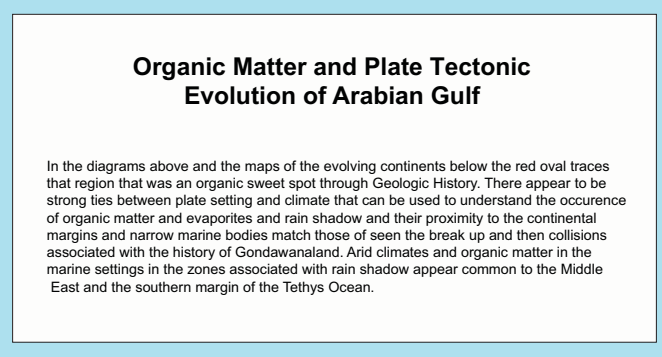 Organic Matter and Plate Tectonic
Evolution of Arabian Gulf
In the diagrams above and the maps of the evolving continents below the red oval traces
that region that was an organic sweet spot through Geologic History. There appear to be
strong ties between plate setting and climate that can be used to understand the occurence
of organic matter and evaporites and rain shadow and their proximity to the continental
margins and narrow marine bodies match those of seen the break up and then collisions
associated with the history of Gondawanaland. Arid climates and organic matter in the
marine settings in the zones associated with rain shadow appear common to the Middle
East and the southern margin of the Tethys Ocean.